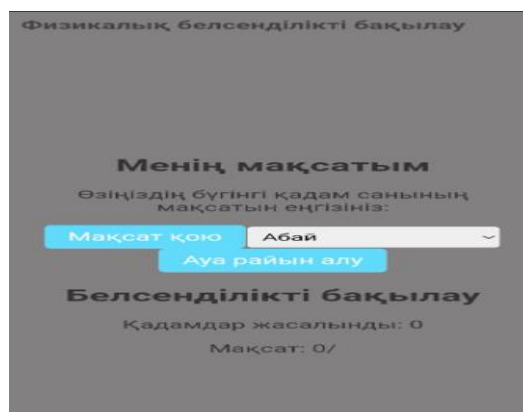 Физикалық белсенділікті бақылау
Менің мақсатым
Өзіңіздің бүгінгі қадам санының
мақсатын еңгізініз:
Мақсат қою Абай
Ауа райын алу
Белсенділікті бақылау
Қадамдар жасалынды: 0
Мақсат: 0/